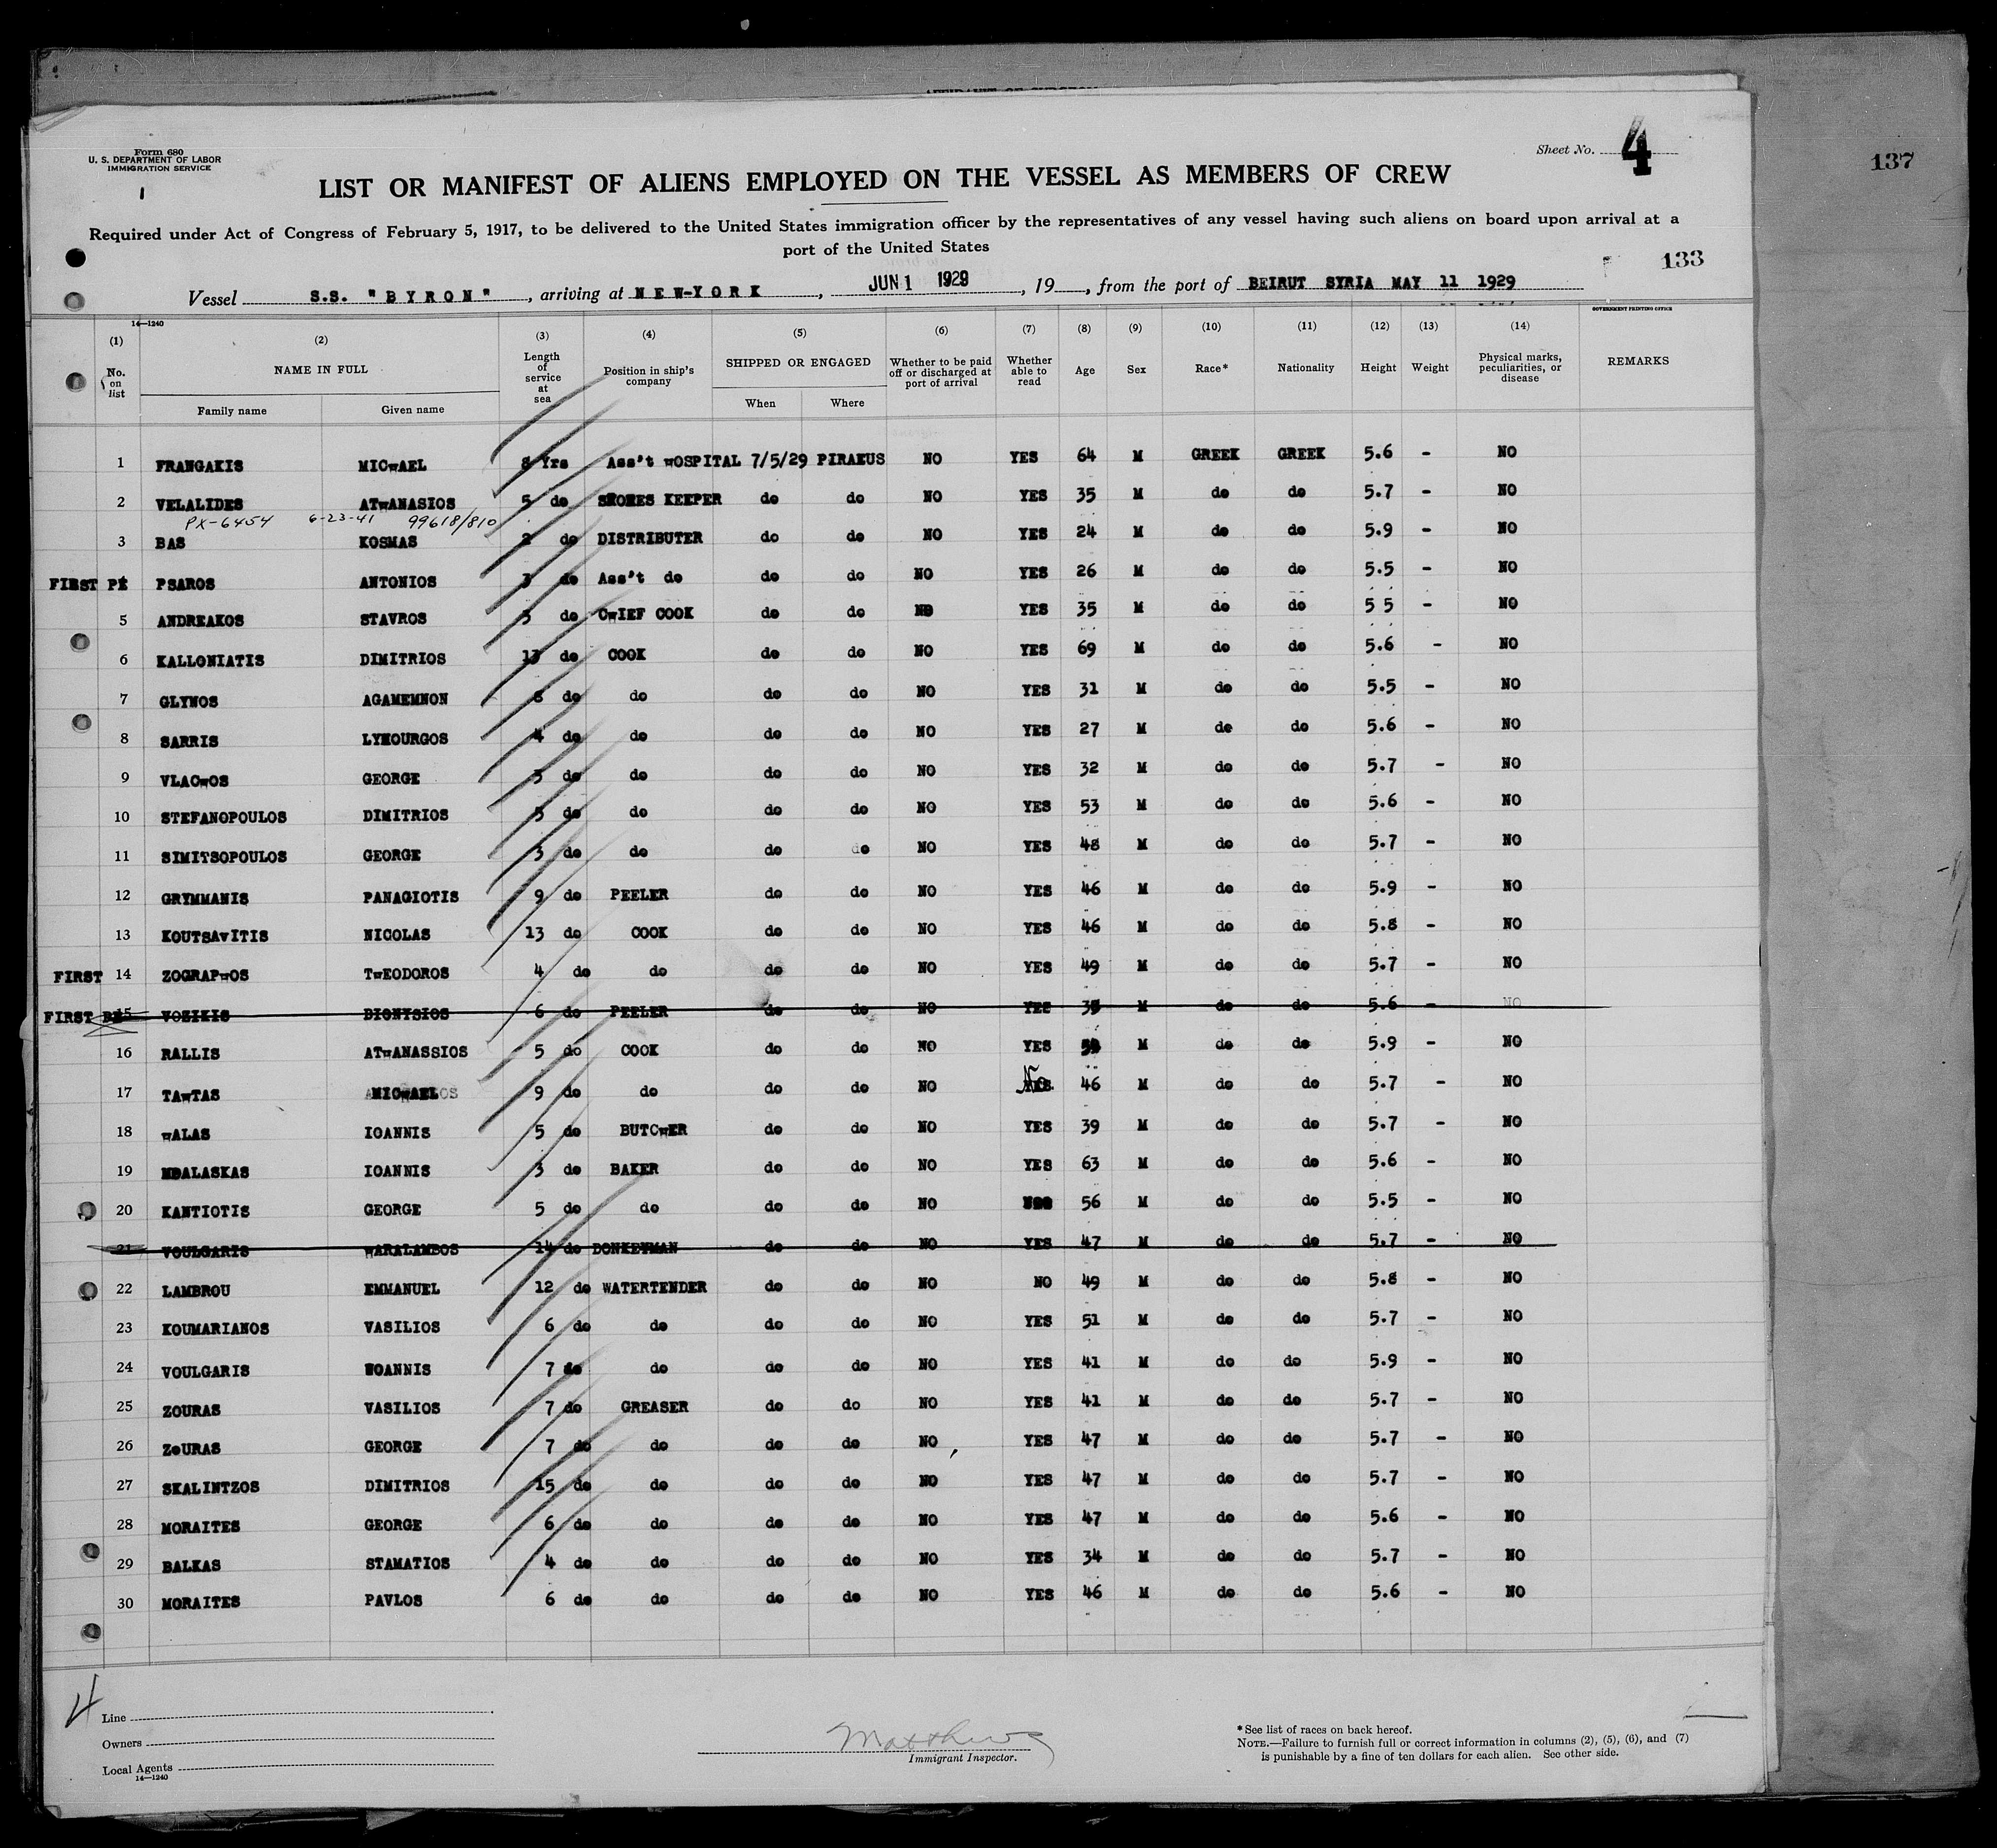 137
Form 680
U. S. DEPARTMENT OF LABOR
IMMIGRATION SERVICE
Sheet No. 4
LIST OR MANIFEST OF ALIENS EMPLOYED ON THE VESSEL AS MEMBERS OF CREW
Required under Act of Congress of February 5, 1917, to be delivered to the United States immigration officer by the representatives of any vessel having such aliens on board upon arrival at a
port of the United States
133
Vessel S.S. "BYRON", arriving at NEW-YORK, JUN 1 1929, 19, from the port of BEIRUT SYRIA MAY 11 1929
14—1240
GOVERNMENT PRINTING OFFICE
(1) (2) (3) (4) (5) (6) (7) (8) (9) (10) (11) (12) (13) (14)
No. on list NAME IN FULL Length of service at sea Position in ship's company SHIPPED OR ENGAGED Whether to be paid off or discharged at port of arrival Whether able to read Age Sex Race* Nationality Height Weight Physical marks, peculiarities, or disease REMARKS
Family name Given name When Where
1 FRANGAKIS MICwAEL 8 Yrs Ass't wOSPITAL 7/5/29 PIRAEUS NO YES 64 M GREEK GREEK 5.6 - NO
2 VELALIDES ATwANASIOS 5 do STORES KEEPER do do NO YES 35 M do do 5.7 - NO
PX-6454 6-23-41 99618/810
3 BAS KOSMAS 2 do DISTRIBUTER do do NO YES 24 M do do 5.9 - NO
FIRST PÉ PSAROS ANTONIOS 3 do Ass't do do do NO YES 26 M do do 5.5 - NO
5 ANDREAKOS STAVROS 5 do CwIEF COOK do do NO YES 35 M do do 5 5 - NO
6 KALLONIATIS DIMITRIOS 13 do COOK do do NO YES 69 M do do 5.6 - NO
7 GLYNOS AGAMEMNON 8 do do do do NO YES 31 M do do 5.5 - NO
8 SARRIS LYKOURGOS 4 do do do do NO YES 27 M do do 5.6 - NO
9 VLACwOS GEORGE 3 do do do do NO YES 32 M do do 5.7 - NO
10 STEFANOPOULOS DIMITRIOS 5 do do do do NO YES 53 M do do 5.6 - NO
11 SIMITSOPOULOS GEORGE 3 do do do do NO YES 48 M do do 5.7 - NO
12 GRYMMANIS PANAGIOTIS 9 do PEELER do do NO YES 46 M do do 5.9 - NO
13 KOUTSAvITIS NICOLAS 13 do COOK do do NO YES 46 M do do 5.8 - NO
FIRST 14 ZOGRAPwOS TwEODOROS 4 do do do do NO YES 49 M do do 5.7 - NO
FIRST 15 VOZIKIS DIONYSIOS 6 do PEELER do do NO YES M do do 5.6 - NO
16 RALLIS ATwANASSIOS 5 do COOK do do NO YES M do do 5.9 - NO
17 TAwTAS MICwAEL 9 do do do do NO No 46 M do do 5.7 - NO
18 wALAS IOANNIS 5 do BUTCwER do do NO YES 39 M do do 5.7 - NO
19 MBALASKAS IOANNIS 3 do BAKER do do NO YES 63 M do do 5.6 - NO
20 KANTIOTIS GEORGE 5 do do do do NO 56 M do do 5.5 - NO
21 VOULGARIS wARALAMBOS 14 do DONKEYMAN do do NO YES 47 M do do 5.7 - NO
22 LAMBROU EMMANUEL 12 do WATERTENDER do do NO NO 49 M do do 5.8 - NO
23 KOUMARIANOS VASILIOS 6 do do do do NO YES 51 M do do 5.7 - NO
24 VOULGARIS WOANNIS 7 do do do do NO YES 41 M do do 5.9 - NO
25 ZOURAS VASILIOS 7 do GREASER do do NO YES 41 M do do 5.7 - NO
26 ZoURAS GEORGE 7 do do do do NO YES 47 M do do 5.7 - NO
27 SKALINTZOS DIMITRIOS 15 do do do do NO YES 47 M do do 5.7 - NO
28 MORAITES GEORGE 6 do do do do NO YES 47 M do do 5.6 - NO
29 BALKAS STAMATIOS 4 do do do do NO YES 34 M do do 5.7 - NO
30 MORAITES PAVLOS 6 do do do do NO YES 46 M do do 5.6 - NO
4
Line
Owners
Local Agents
14—1240
Matthews
Immigrant Inspector.
*See list of races on back hereof.
NOTE.—Failure to furnish full or correct information in columns (2), (5), (6), and (7)
is punishable by a fine of ten dollars for each alien. See other side.